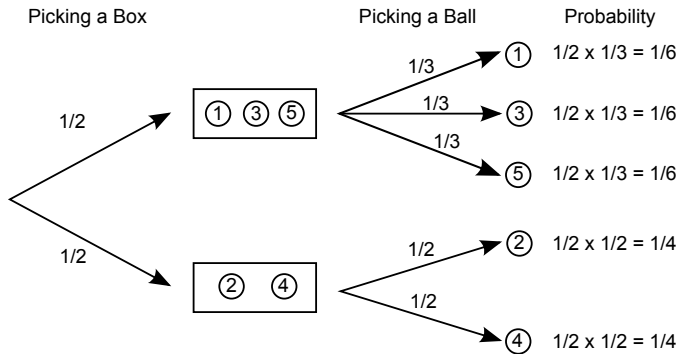 Picking a Box Picking a Ball Probability
1/3 ① 1/2 x 1/3 = 1/6
1/2 ① ③ ⑤ 1/3 ③ 1/2 x 1/3 = 1/6
1/3 ⑤ 1/2 x 1/3 = 1/6
1/2 ② 1/2 x 1/2 = 1/4
1/2 ② ④ 1/2 ④ 1/2 x 1/2 = 1/4